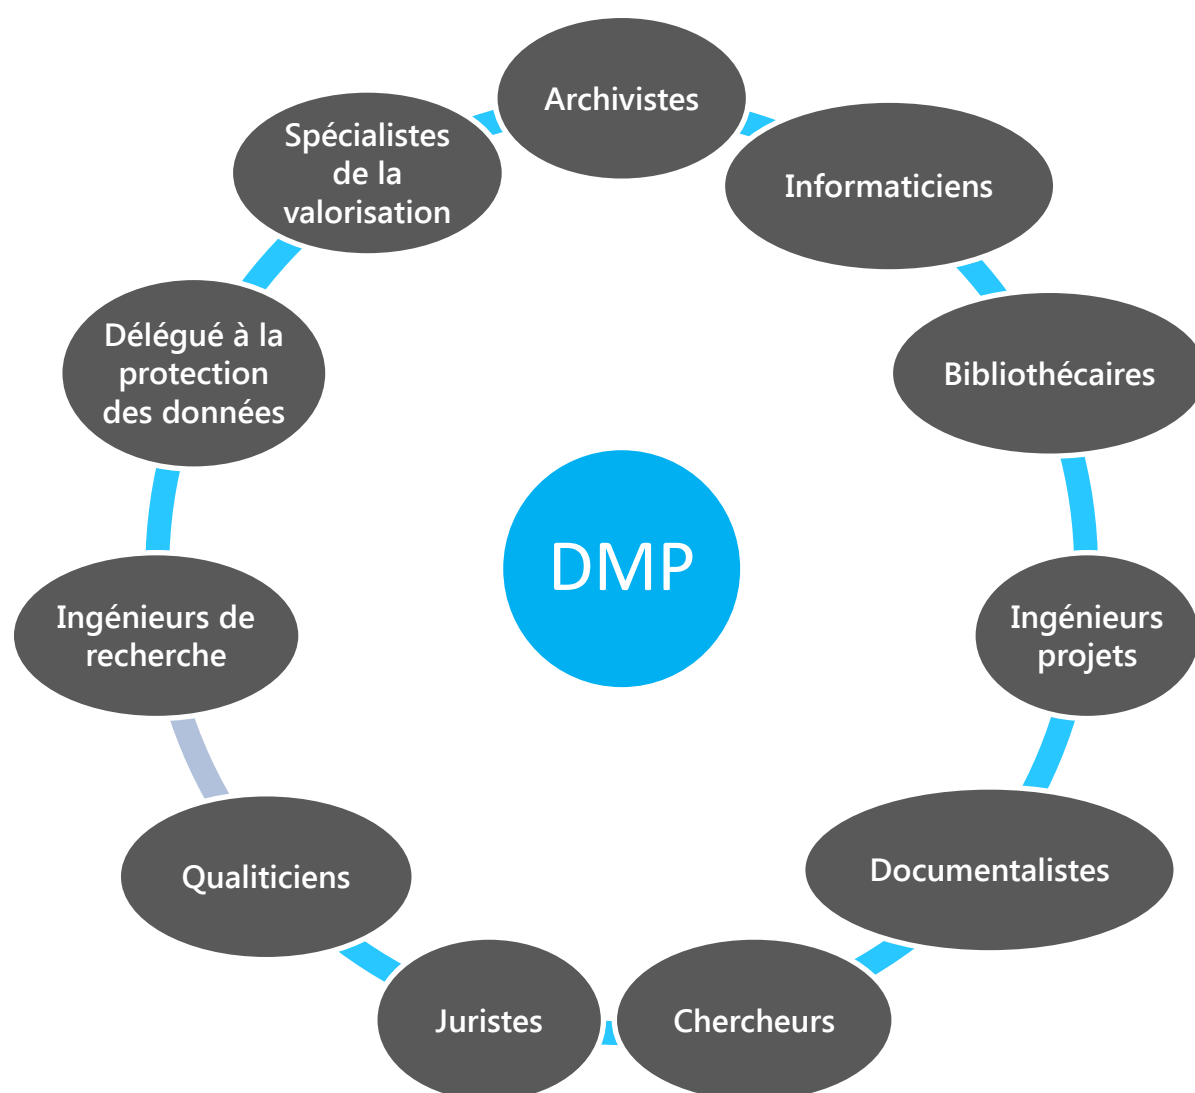 Archivistes
Informaticiens
Bibliothécaires
Ingénieurs
projets
Documentalistes
Chercheurs
Juristes
Qualiticiens
Ingénieurs de
recherche
Délégué à la
protection
des données
Spécialistes
de la
valorisation
DMP